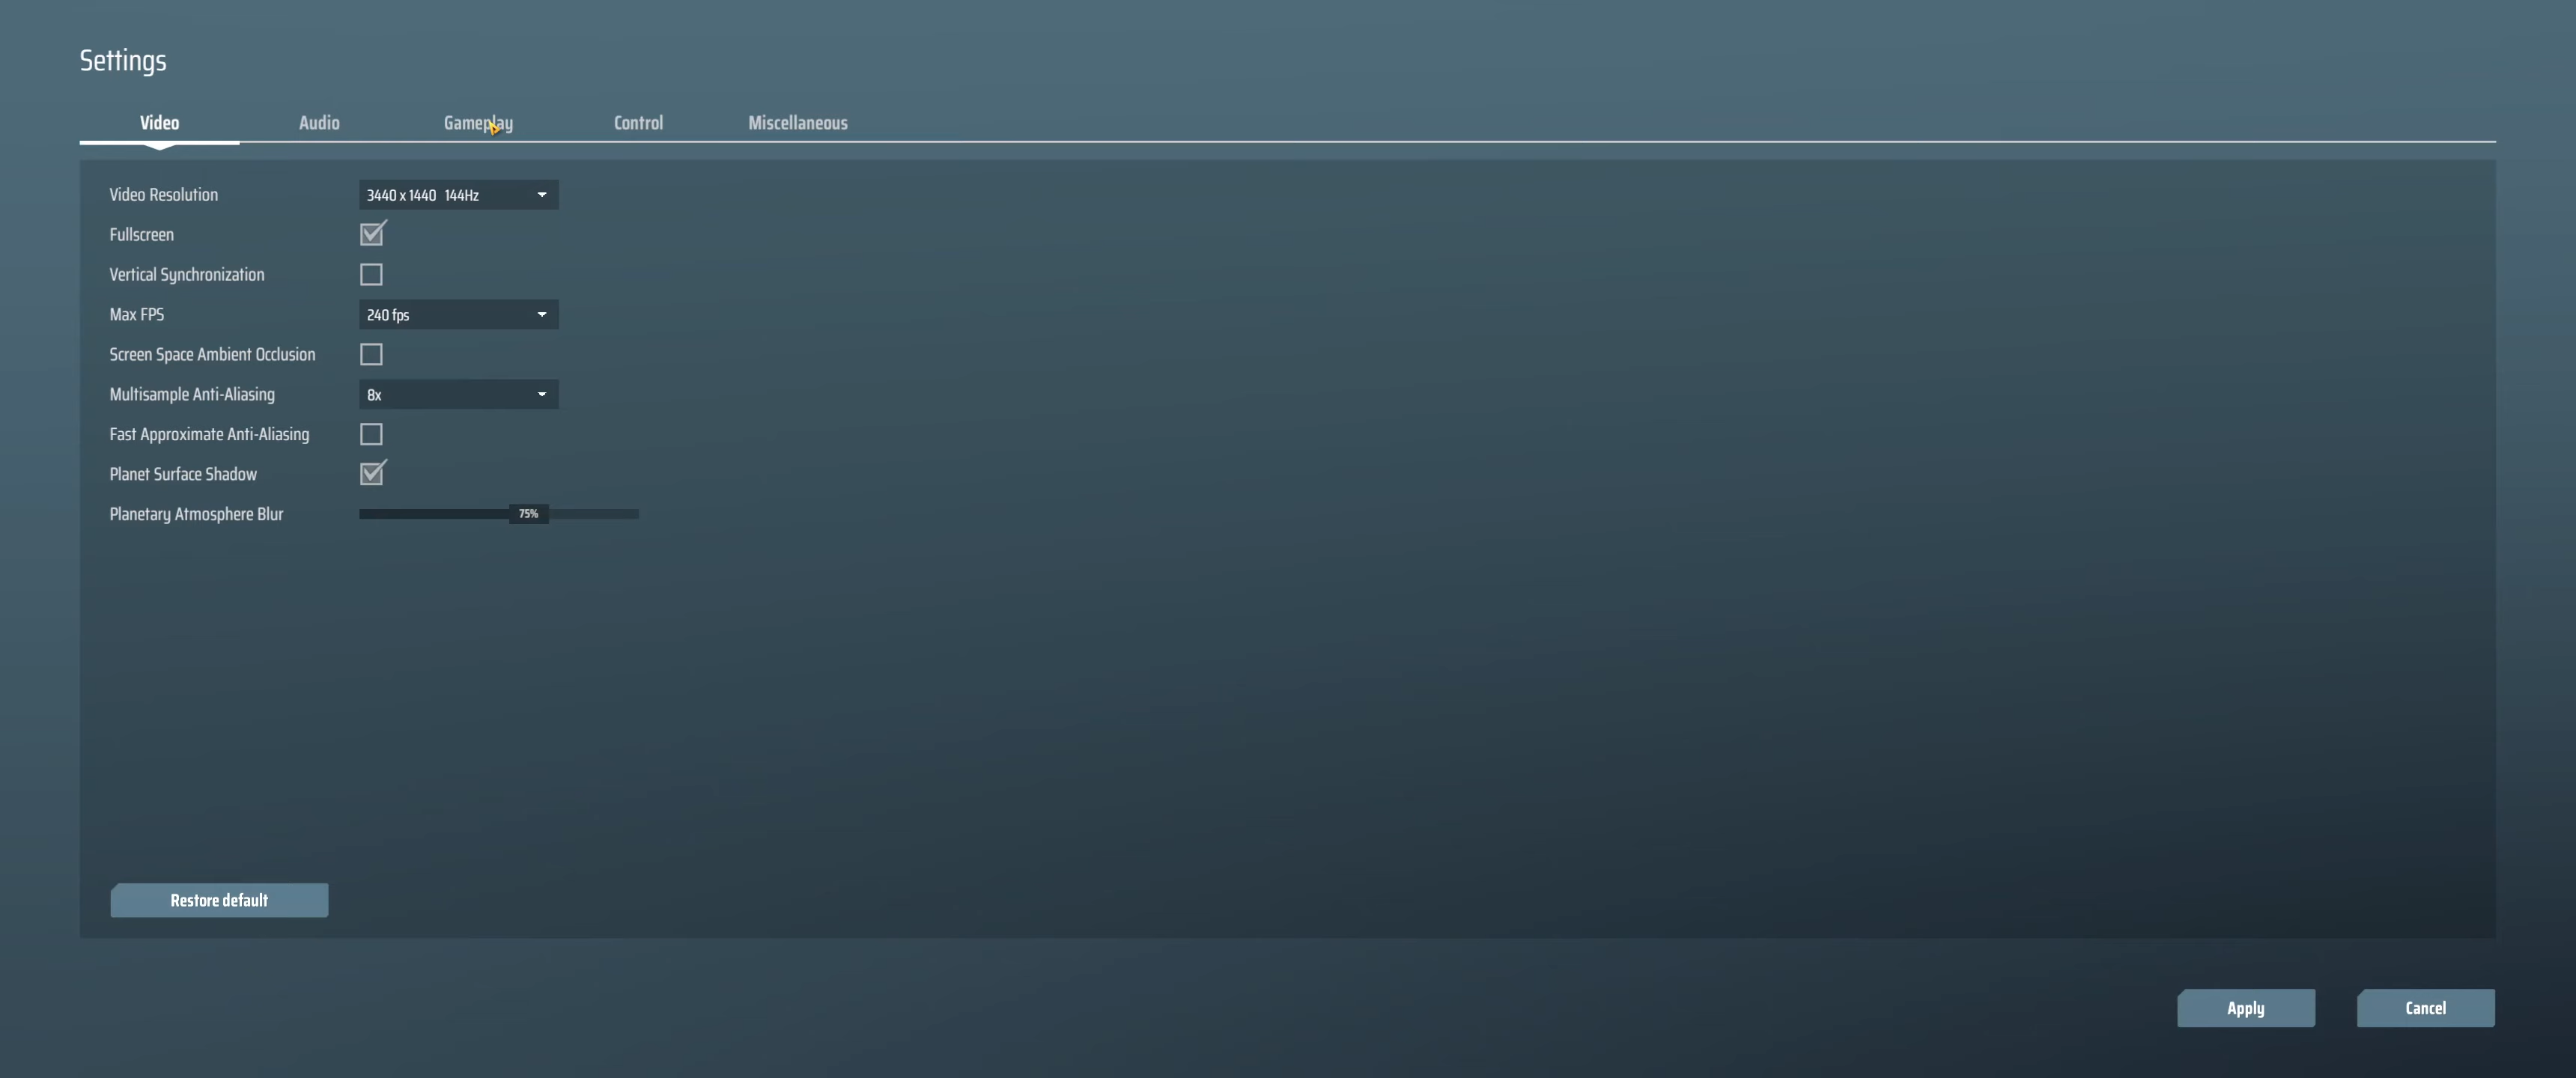 Settings
Video Audio Gameplay Control Miscellaneous
Video Resolution 3440 x 1440 144Hz
Fullscreen
Vertical Synchronization
Max FPS 240 fps
Screen Space Ambient Occlusion
Multisample Anti-Aliasing 8x
Fast Approximate Anti-Aliasing
Planet Surface Shadow
Planetary Atmosphere Blur 75%
Restore default
Apply Cancel